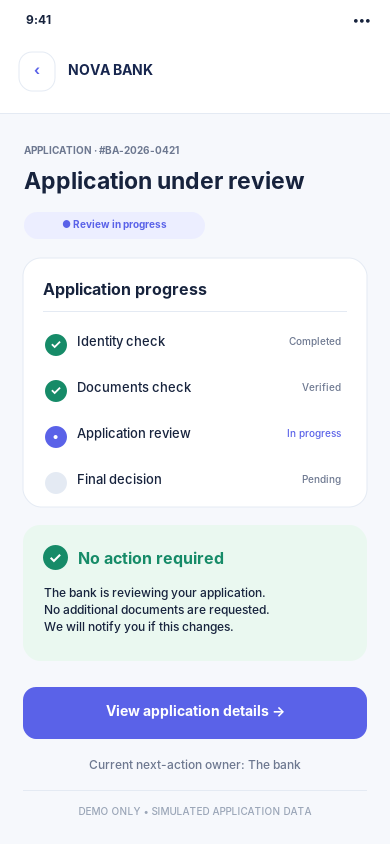 9:41
•••
‹
NOVA BANK
APPLICATION · #BA-2026-0421
Application under review
● Review in progress
Application progress
Identity check Completed
Documents check Verified
Application review In progress
Final decision Pending
No action required
The bank is reviewing your application.
No additional documents are requested.
We will notify you if this changes.
View application details →
Current next-action owner: The bank
DEMO ONLY • SIMULATED APPLICATION DATA